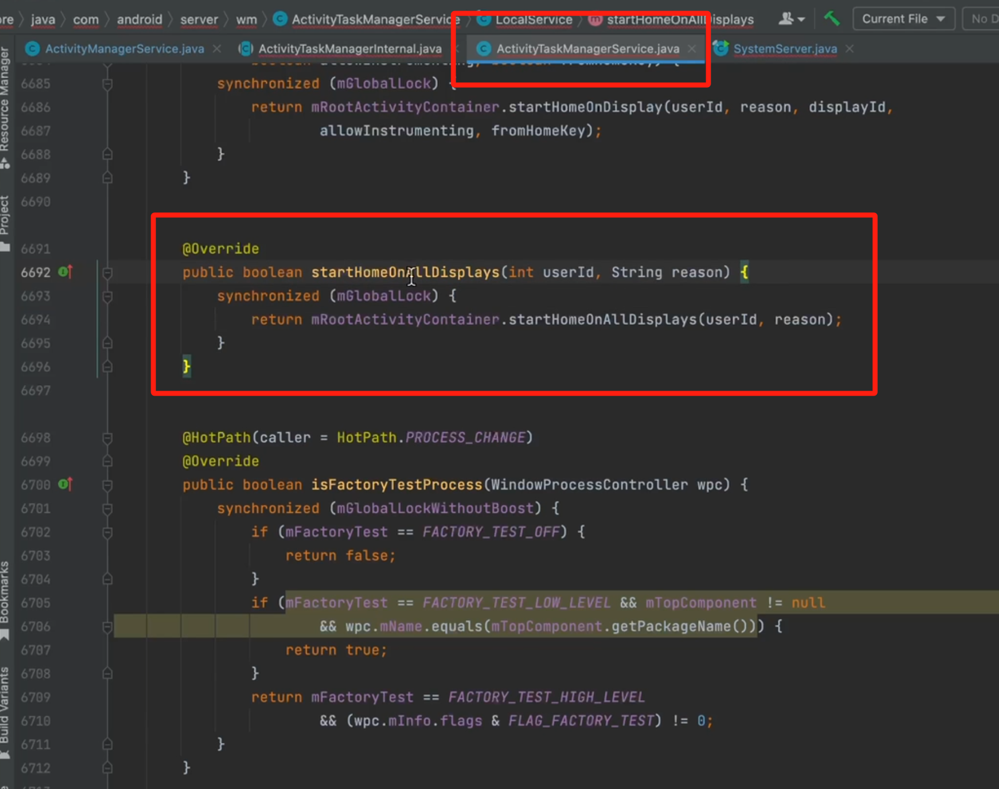 java com android server wm ActivityTaskManagerService LocalService startHomeOnAllDisplays Current File
ActivityManagerService.java ActivityTaskManagerInternal.java ActivityTaskManagerService.java SystemServer.java
6685 synchronized (mGlobalLock) {
6686 return mRootActivityContainer.startHomeOnDisplay(userId, reason, displayId,
6687 allowInstrumenting, fromHomeKey);
6688 }
6689 }
6690
6691 @Override
6692 public boolean startHomeOnAllDisplays(int userId, String reason) {
6693 synchronized (mGlobalLock) {
6694 return mRootActivityContainer.startHomeOnAllDisplays(userId, reason);
6695 }
6696 }
6697
6698 @HotPath(caller = HotPath.PROCESS_CHANGE)
6699 @Override
6700 public boolean isFactoryTestProcess(WindowProcessController wpc) {
6701 synchronized (mGlobalLockWithoutBoost) {
6702 if (mFactoryTest == FACTORY_TEST_OFF) {
6703 return false;
6704 }
6705 if (mFactoryTest == FACTORY_TEST_LOW_LEVEL && mTopComponent != null
6706 && wpc.mName.equals(mTopComponent.getPackageName())) {
6707 return true;
6708 }
6709 return mFactoryTest == FACTORY_TEST_HIGH_LEVEL
6710 && (wpc.mInfo.flags & FLAG_FACTORY_TEST) != 0;
6711 }
6712 }
Resource Manager
Project
Bookmarks
Build Variants